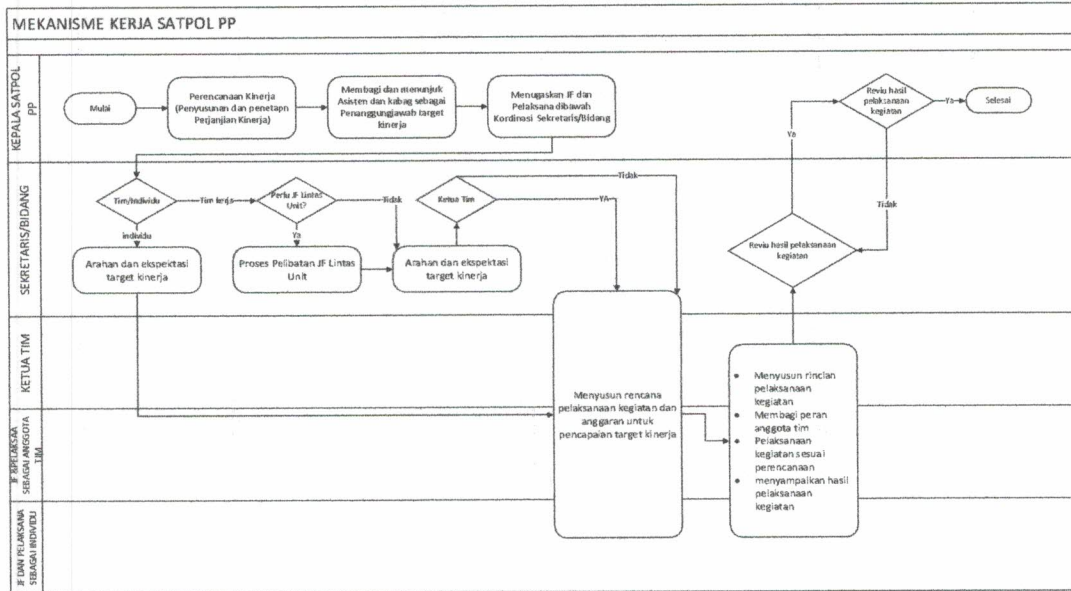 MEKANISME KERJA SATPOL PP
KEPALA SATPOL
PP
Mulai
Perencanaan Kinerja
(Penyusunan dan penetapn
Perjanjian Kinerja)
Membagi dan menunjuk
Asisten dan kabag sebagai
Penanggungjawab target
kinerja
Menugaskan JF dan
Pelaksana dibawah
Kordinasi Sekretaris/Bidang
Reviu hasil
pelaksanaan
kegiatan
Ya
Selesai
Ya
Tidak
SEKRETARIS/BIDANG
Tim/Individu
Tim kerja
Perlu JF Lintas
Unit?
Tidak
Ketua Tim
Tidak
YA
individu
Ya
Arahan dan ekspektasi
target kinerja
Proses Pelibatan JF Lintas
Unit
Arahan dan ekspektasi
target kinerja
Reviu hasil pelaksanaan
kegiatan
KETUA TIM
Menyusun rencana
pelaksanaan kegiatan dan
anggaran untuk
pencapaian target kinerja
• Menyusun rincian
pelaksanaan
kegiatan
• Membagi peran
anggota tim
• Pelaksanaan
kegiatan sesuai
perencanaan
• menyampaikan hasil
pelaksanaan
kegiatan
JF &PELAKSAA
SEBAGAI ANGGOTA
TIM
JF DAN PELAKSANA
SEBAGAI INDIVIDU